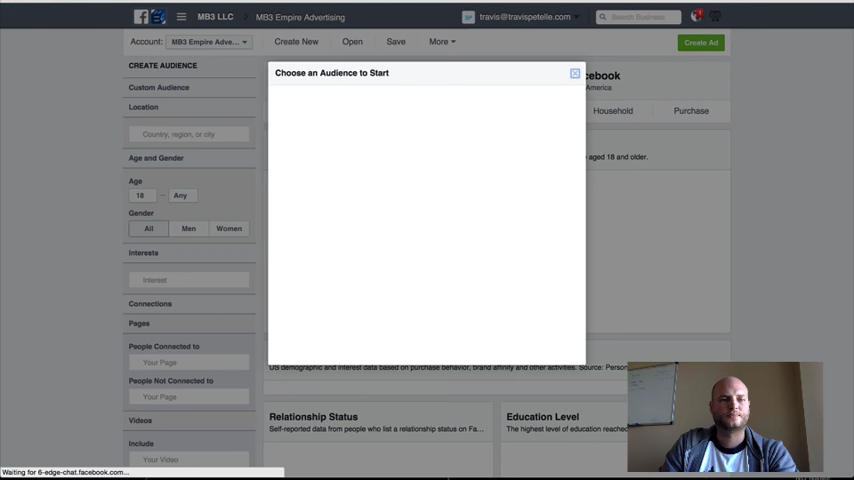 MB3 LLC > MB3 Empire Advertising travis@travispetelle.com Search Business
Account: MB3 Empire Adve... Create New Open Save More Create Ad
CREATE AUDIENCE
Custom Audience
Location
Country, region, or city
Age and Gender
Age
18 — Any
Gender
All Men Women
Interests
Interest
Connections
Pages
People Connected to
Your Page
People Not Connected to
Your Page
Videos
Include
Your Video
Choose an Audience to Start
cebook
America
Household Purchase
aged 18 and older.
US demographic and interest data based on purchase behavior, brand affinity and other activities. Source: Person
Relationship Status
Self-reported data from people who list a relationship status on Fa...
Education Level
The highest level of education reached
Waiting for 6-edge-chat.facebook.com...